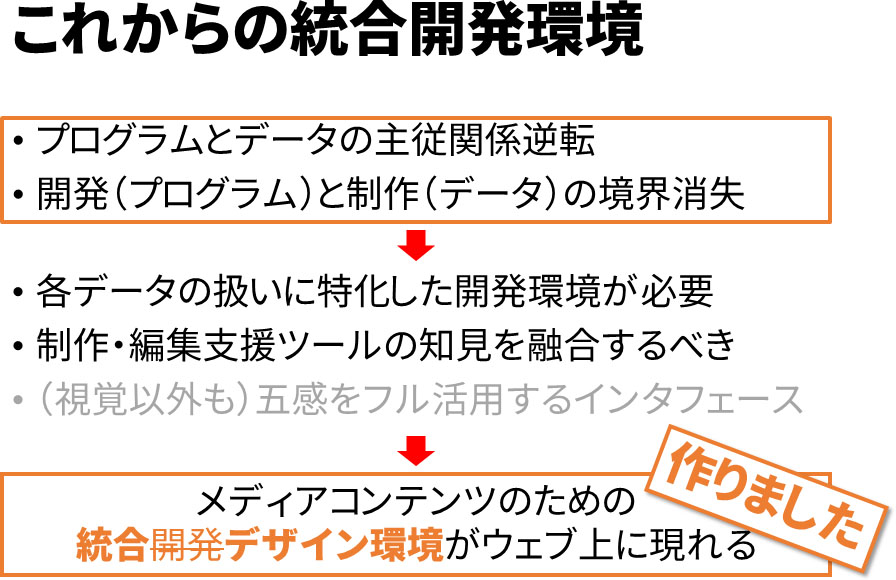 これからの統合開発環境
• プログラムとデータの主従関係逆転
• 開発（プログラム）と制作（データ）の境界消失
• 各データの扱いに特化した開発環境が必要
• 制作・編集支援ツールの知見を融合するべき
• （視覚以外も）五感をフル活用するインタフェース
作りました
メディアコンテンツのための
統合開発デザイン環境がウェブ上に現れる